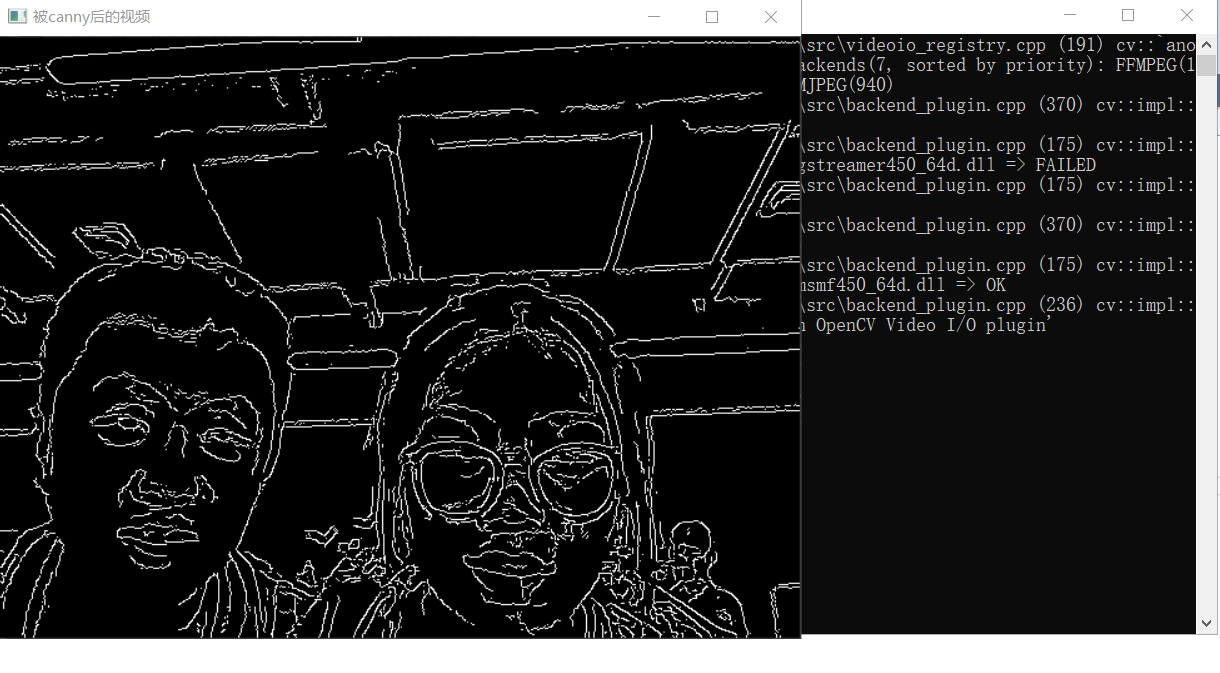 被canny后的视频
\src\videoio_registry.cpp (191) cv::`ano
ackends(7, sorted by priority): FFMPEG(1
MJPEG(940)
\src\backend_plugin.cpp (370) cv::impl::
\src\backend_plugin.cpp (175) cv::impl::
gstreamer450_64d.dll => FAILED
\src\backend_plugin.cpp (175) cv::impl::
\src\backend_plugin.cpp (370) cv::impl::
\src\backend_plugin.cpp (175) cv::impl::
msmf450_64d.dll => OK
\src\backend_plugin.cpp (236) cv::impl::
n OpenCV Video I/O plugin'